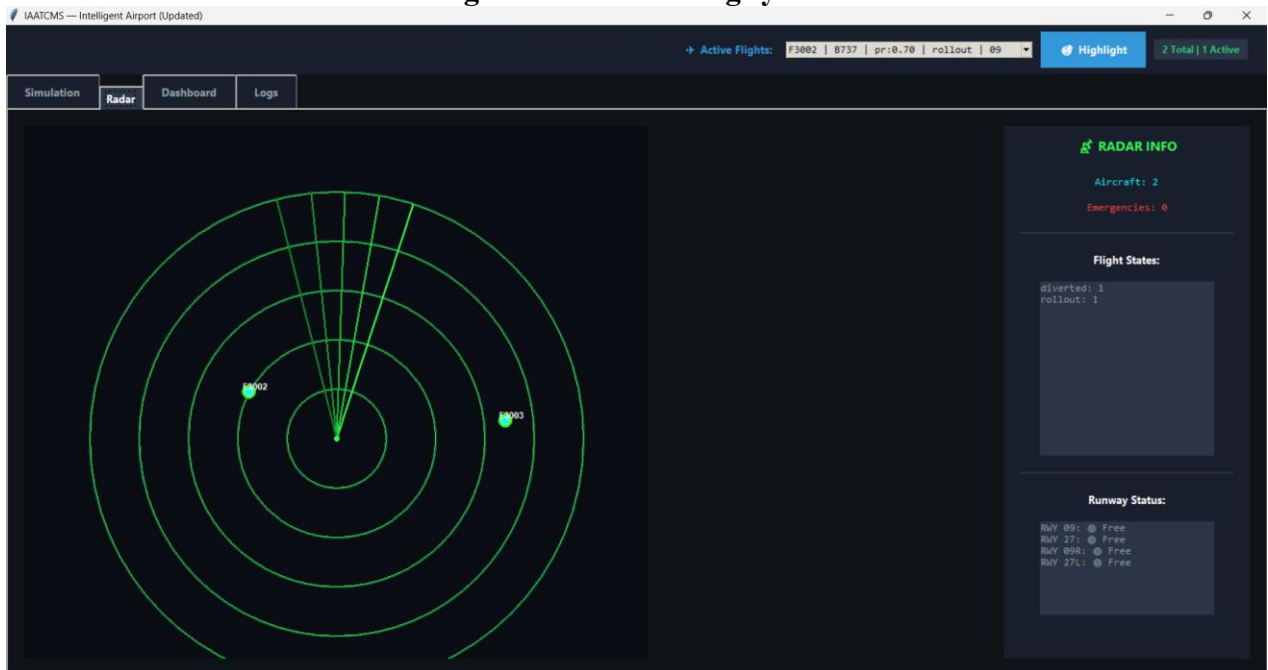 IAATCMS — Intelligent Airport (Updated)
✈ Active Flights: F3002 | B737 | pr:0.70 | rollout | 09 Highlight 2 Total | 1 Active
Simulation Radar Dashboard Logs
RADAR INFO
Aircraft: 2
Emergencies: 0
Flight States:
diverted: 1
rollout: 1
F3002
F3003
Runway Status:
RWY 09: Free
RWY 27: Free
RWY 09R: Free
RWY 27L: Free